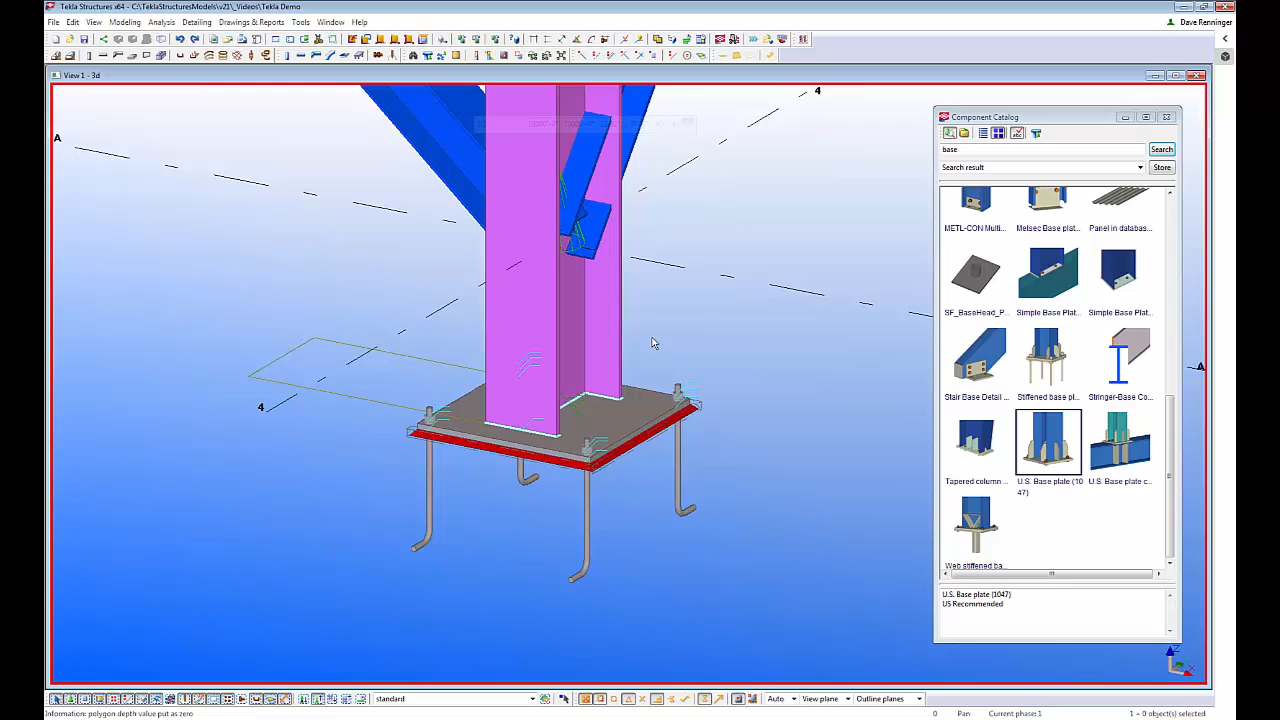 Tekla Structures x64 - C:\TeklaStructuresModels\v21\_Videos\Tekla Demo
File Edit View Modeling Analysis Detailing Drawings & Reports Tools Window Help
Dave Renninger
View 1 - 3d
4
A
Component Catalog
base
Search
Search result
Store
METL-CON Multi...
Metsec Base plat...
Panel in databas...
SF_BaseHead_P...
Simple Base Plat...
Simple Base Plat...
Stair Base Detail ...
Stiffened base pl...
Stringer-Base Co...
Tapered column...
U.S. Base plate (10
47)
U.S. Base plate c...
Web stiffened ba...
U.S. Base plate (1047)
US Recommended
A
4
Z
standard
Auto
View plane
Outline planes
Information: polygon depth value put as zero
0
Pan
Current phase:1
1 + 0 object(s) selected